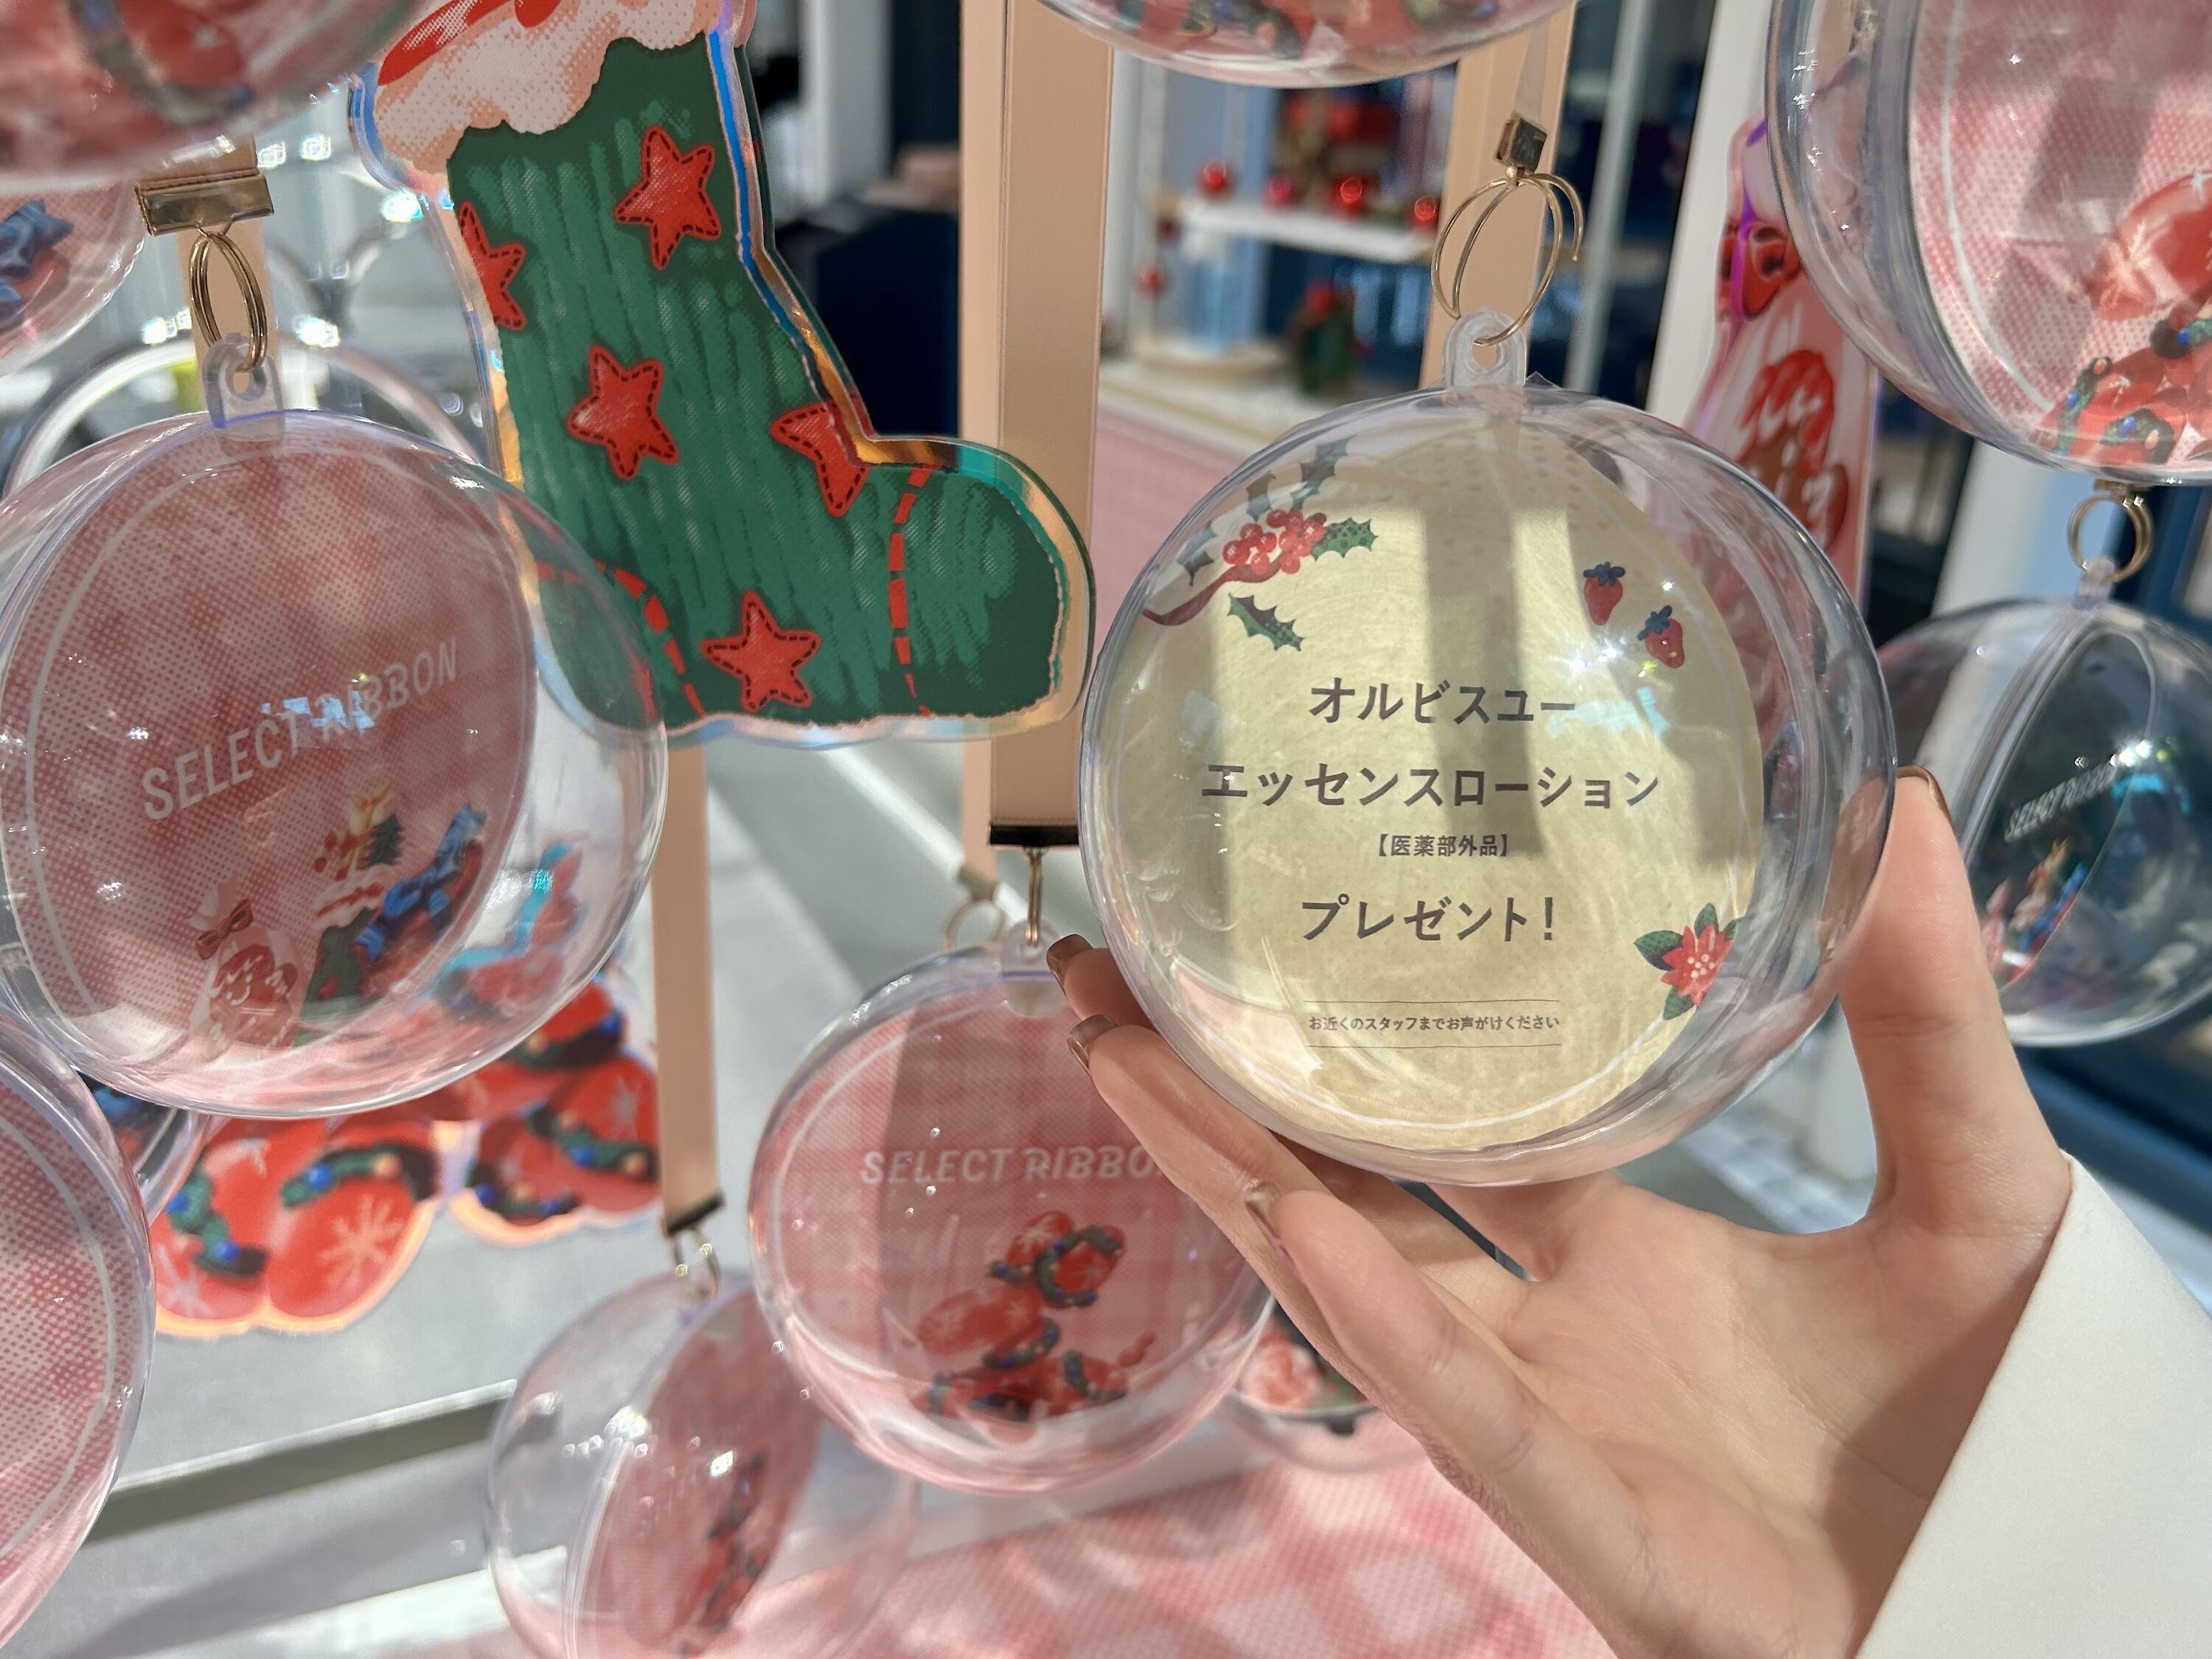 SELECT RIBBON
オルビスユー
エッセンスローション
【医薬部外品】
プレゼント!
お近くのスタッフまでお声がけください
SELECT RIBBO
SELECT RIBBON